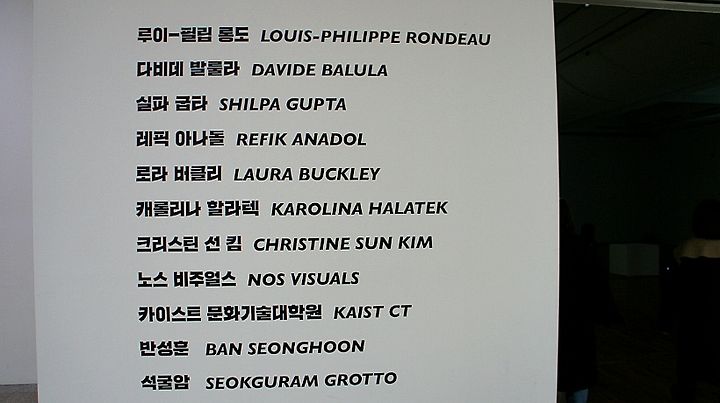 루이-필립 롱도 LOUIS-PHILIPPE RONDEAU
다비데 발룰라 DAVIDE BALULA
실파 굽타 SHILPA GUPTA
레픽 아나돌 REFIK ANADOL
로라 버클리 LAURA BUCKLEY
캐롤리나 할라텍 KAROLINA HALATEK
크리스틴 선 킴 CHRISTINE SUN KIM
노스 비주얼스 NOS VISUALS
카이스트 문화기술대학원 KAIST CT
반성훈 BAN SEONGHOON
석굴암 SEOKGURAM GROTTO